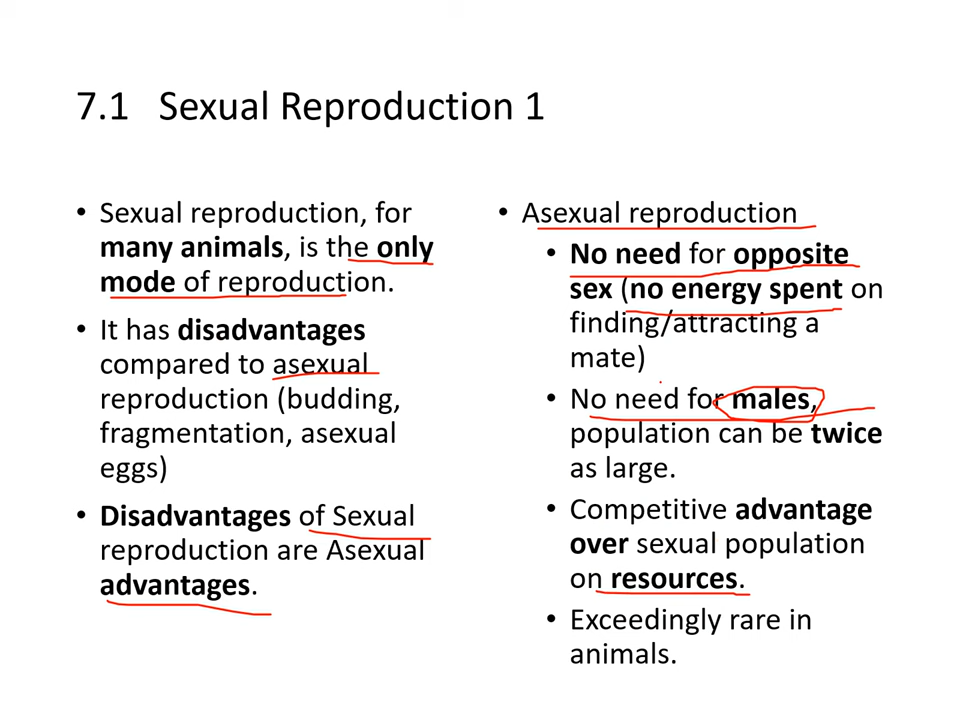 7.1 Sexual Reproduction 1
• Sexual reproduction, for
many animals, is the only
mode of reproduction.
• It has disadvantages
compared to asexual
reproduction (budding,
fragmentation, asexual
eggs)
• Disadvantages of Sexual
reproduction are Asexual
advantages.
• Asexual reproduction
• No need for opposite
sex (no energy spent on
finding/attracting a
mate)
• No need for males,
population can be twice
as large.
• Competitive advantage
over sexual population
on resources.
• Exceedingly rare in
animals.